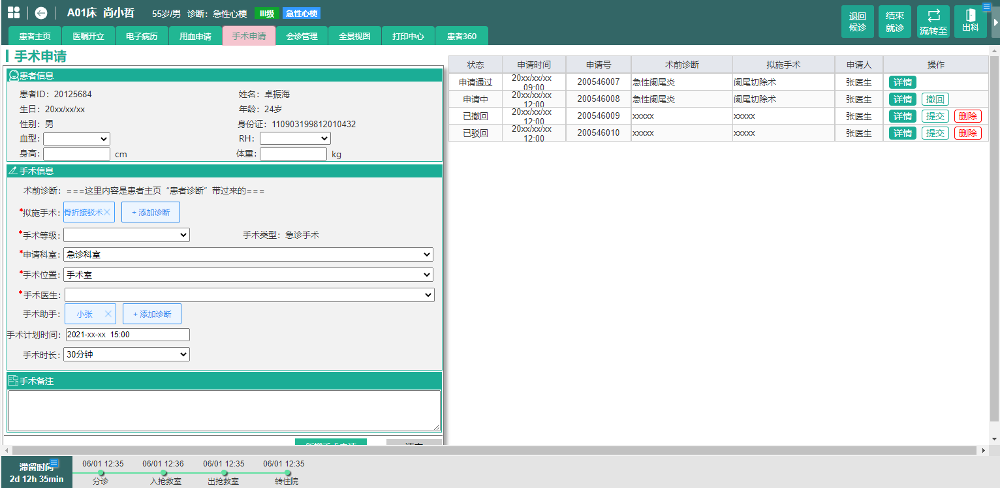 A01床 尚小哲 55岁/男 诊断：急性心梗 III级 急性心梗
退回候诊 结束就诊 流转至 出科
患者主页 医嘱开立 电子病历 用血申请 手术申请 会诊管理 全景视图 打印中心 患者360
手术申请
患者信息
患者ID：20125684 姓名：卓振海
生日：20xx/xx/xx 年龄：24岁
性别：男 身份证：110903199812010432
血型： RH：
身高： cm 体重： kg
手术信息
术前诊断：===这里内容是患者主页“患者诊断”带过来的===
*拟施手术： 骨折接驳术 + 添加诊断
*手术等级： 手术类型：急诊手术
*申请科室： 急诊科室
*手术位置： 手术室
*手术医生：
手术助手： 小张 + 添加诊断
手术计划时间： 2021-xx-xx 15:00
手术时长： 30分钟
手术备注
状态 申请时间 申请号 术前诊断 拟施手术 申请人 操作
申请通过 20xx/xx/xx 09:00 200546007 急性阑尾炎 阑尾切除术 张医生 详情
申请中 20xx/xx/xx 12:00 200546008 急性阑尾炎 阑尾切除术 张医生 详情 撤回
已撤回 20xx/xx/xx 12:00 200546009 xxxxx xxxxx 张医生 详情 提交 删除
已驳回 20xx/xx/xx 12:00 200546010 xxxxx xxxxx 张医生 详情 提交 删除
滞留时间
2d 12h 35min
06/01 12:35 06/01 12:36 06/01 12:35 06/01 12:35
分诊 入抢救室 出抢救室 转住院